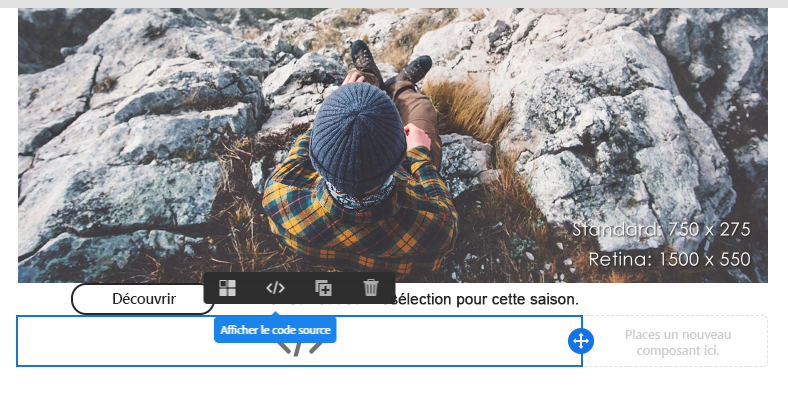 Standard: 750 x 275
Retina: 1500 x 550
Découvrir
sélection pour cette saison.
Afficher le code source
Places un nouveau
composant ici.